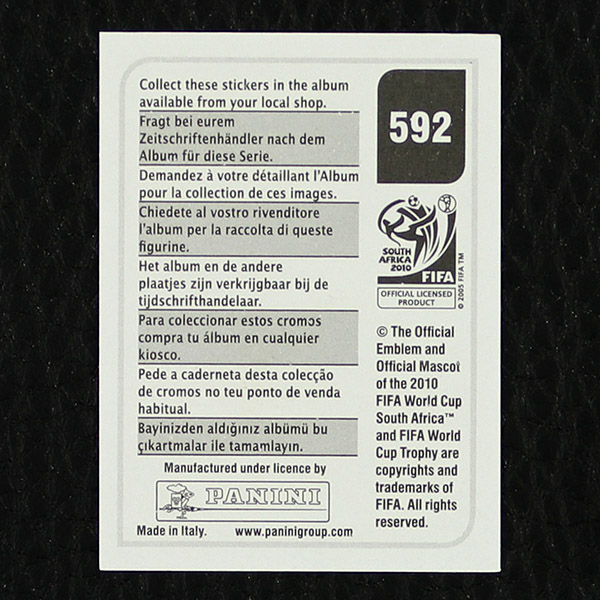 Collect these stickers in the album
available from your local shop.
Fragt bei eurem
Zeitschriftenhändler nach dem
Album für diese Serie.
Demandez à votre détaillant l'Album
pour la collection de ces images.
Chiedete al vostro rivenditore
l'album per la raccolta di queste
figurine.
Het album en de andere
plaatjes zijn verkrijgbaar bij de
tijdschrifthandelaar.
Para coleccionar estos cromos
compra tu álbum en cualquier
kiosco.
Pede a caderneta desta colecção
de cromos no teu ponto de venda
habitual.
Bayinizden aldığınız albümü bu
çıkartmalar ile tamamlayın.
Manufactured under licence by
PANINI
Made in Italy. www.paninigroup.com
592
SOUTH
AFRICA
2010
FIFA
© 2005 FIFA TM
OFFICIAL LICENSED
PRODUCT
© The Official
Emblem and
Official Mascot
of the 2010
FIFA World Cup
South Africa™
and FIFA World
Cup Trophy are
copyrights and
trademarks of
FIFA. All rights
reserved.